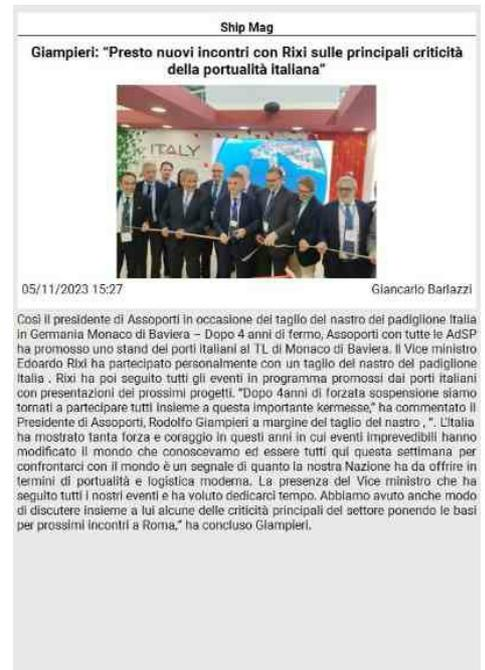 Ship Mag
Giampieri: “Presto nuovi incontri con Rixi sulle principali criticità
della portualità italiana”
ITALY
05/11/2023 15:27
Giancarlo Barlazzi
Così il presidente di Assoporti in occasione del taglio del nastro del padiglione Italia
in Germania Monaco di Baviera – Dopo 4 anni di fermo, Assoporti con tutte le AdSP
ha promosso uno stand dei porti italiani al TL di Monaco di Baviera. Il Vice ministro
Edoardo Rixi ha partecipato personalmente con un taglio del nastro del padiglione
Italia . Rixi ha poi seguito tutti gli eventi in programma promossi dai porti italiani
con presentazioni dei prossimi progetti. “Dopo 4anni di forzata sospensione siamo
tornati a partecipare tutti insieme a questa importante kermesse,” ha commentato il
Presidente di Assoporti, Rodolfo Giampieri a margine del taglio del nastro , “. L’Italia
ha mostrato tanta forza e coraggio in questi anni in cui eventi imprevedibili hanno
modificato il mondo che conoscevamo ed essere tutti qui questa settimana per
confrontarci con il mondo è un segnale di quanto la nostra Nazione ha da offrire in
termini di portualità e logistica moderna. La presenza del Vice ministro che ha
seguito tutti i nostri eventi e ha voluto dedicarci tempo. Abbiamo avuto anche modo
di discutere insieme a lui alcune delle criticità principali del settore ponendo le basi
per prossimi incontri a Roma,” ha concluso Giampieri.